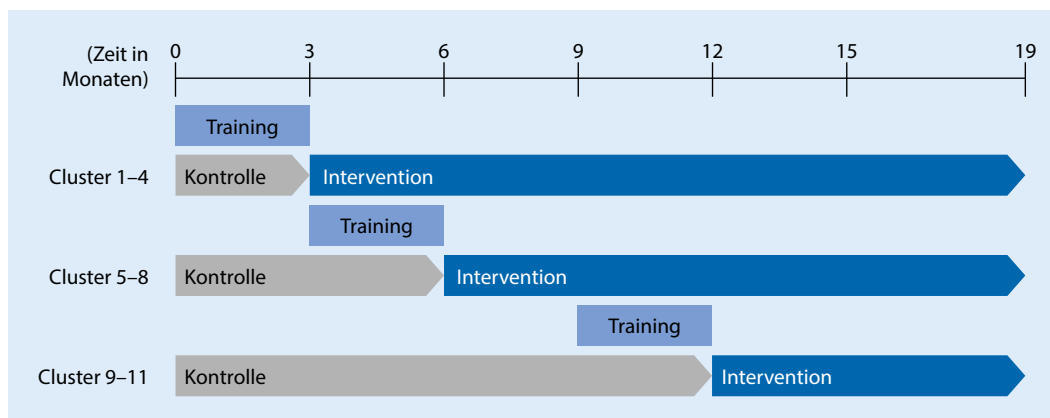 (Zeit in
Monaten)
0 3 6 9 12 15 19
Training
Cluster 1–4 Kontrolle Intervention
Training
Cluster 5–8 Kontrolle Intervention
Training
Cluster 9–11 Kontrolle Intervention